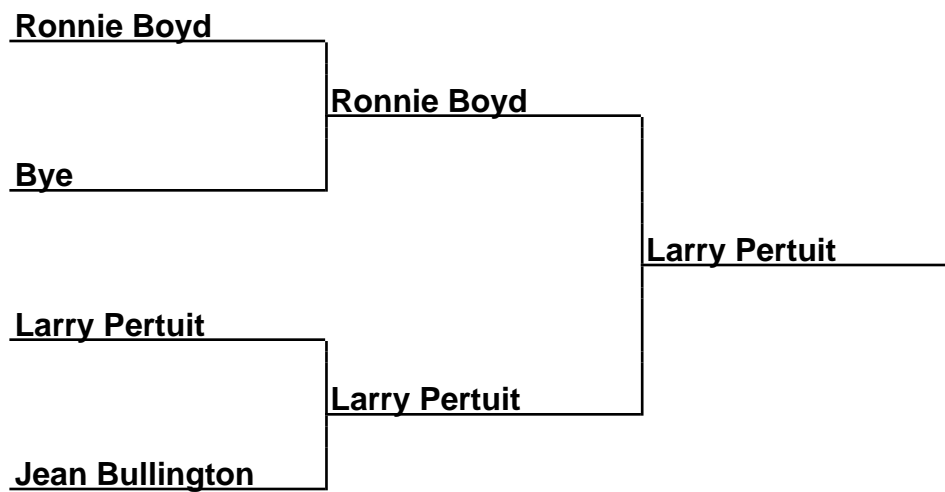 Ronnie Boyd
Ronnie Boyd
Bye
Larry Pertuit
Larry Pertuit
Larry Pertuit
Jean Bullington